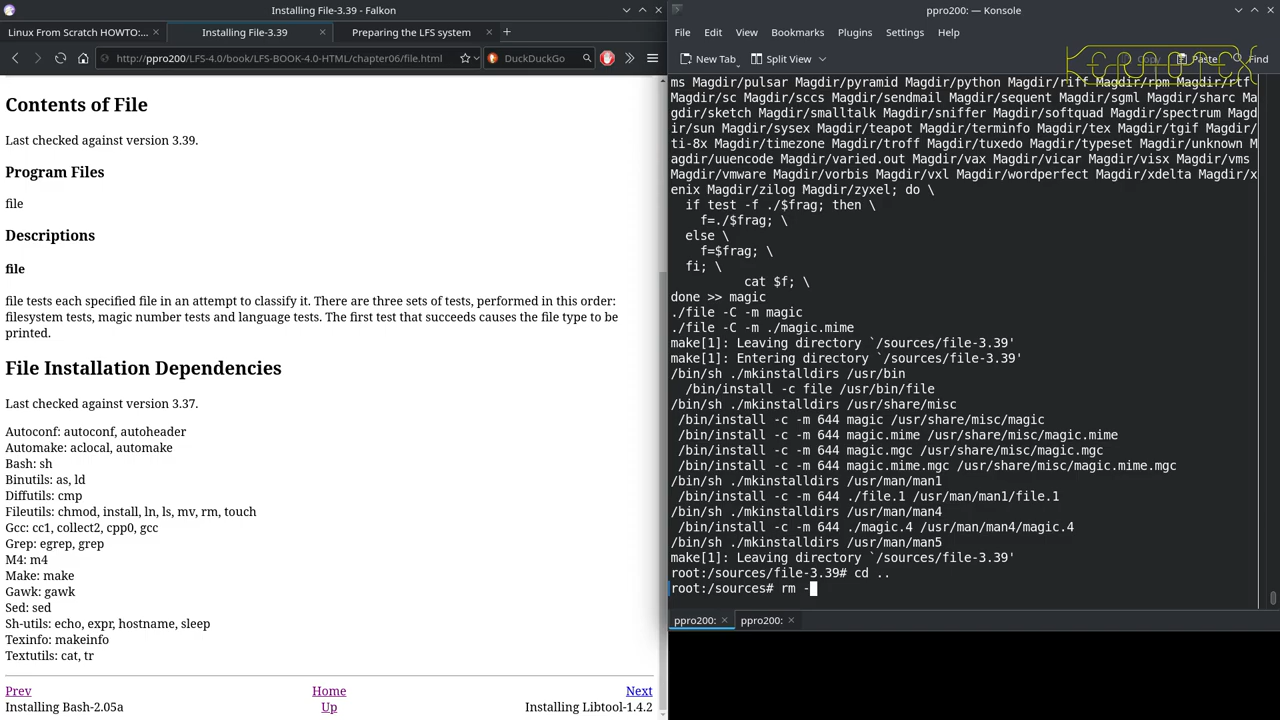 Installing File-3.39 - Falkon
Linux From Scratch HOWTO:...
Installing File-3.39
Preparing the LFS system
http://ppro200/LFS-4.0/book/LFS-BOOK-4.0-HTML/chapter06/file.html
DuckDuckGo
Contents of File
Last checked against version 3.39.
Program Files
file
Descriptions
file
file tests each specified file in an attempt to classify it. There are three sets of tests, performed in this order:
filesystem tests, magic number tests and language tests. The first test that succeeds causes the file type to be
printed.
File Installation Dependencies
Last checked against version 3.37.
Autoconf: autoconf, autoheader
Automake: aclocal, automake
Bash: sh
Binutils: as, ld
Diffutils: cmp
Fileutils: chmod, install, ln, ls, mv, rm, touch
Gcc: cc1, collect2, cpp0, gcc
Grep: egrep, grep
M4: m4
Make: make
Gawk: gawk
Sed: sed
Sh-utils: echo, expr, hostname, sleep
Texinfo: makeinfo
Textutils: cat, tr
Prev Home Next
Installing Bash-2.05a Up Installing Libtool-1.4.2
ppro200: — Konsole
File Edit View Bookmarks Plugins Settings Help
New Tab Split View Copy Paste Find
ms Magdir/pulsar Magdir/pyramid Magdir/python Magdir/riff Magdir/rpm Magdir/rtf
Magdir/sc Magdir/sccs Magdir/sendmail Magdir/sequent Magdir/sgml Magdir/sharc Ma
gdir/sketch Magdir/smalltalk Magdir/sniffer Magdir/softquad Magdir/spectrum Magd
ir/sun Magdir/sysex Magdir/teapot Magdir/terminfo Magdir/tex Magdir/tgif Magdir/
ti-8x Magdir/timezone Magdir/troff Magdir/tuxedo Magdir/typeset Magdir/unknown M
agdir/uuencode Magdir/varied.out Magdir/vax Magdir/vicar Magdir/visx Magdir/vms
Magdir/vmware Magdir/vorbis Magdir/vxl Magdir/wordperfect Magdir/xdelta Magdir/x
enix Magdir/zilog Magdir/zyxel; do \
if test -f ./$frag; then \
f=./$frag; \
else \
f=$frag; \
fi; \
cat $f; \
done >> magic
./file -C -m magic
./file -C -m ./magic.mime
make[1]: Leaving directory `/sources/file-3.39'
make[1]: Entering directory `/sources/file-3.39'
/bin/sh ./mkinstalldirs /usr/bin
/bin/install -c file /usr/bin/file
/bin/sh ./mkinstalldirs /usr/share/misc
/bin/install -c -m 644 magic /usr/share/misc/magic
/bin/install -c -m 644 magic.mime /usr/share/misc/magic.mime
/bin/install -c -m 644 magic.mgc /usr/share/misc/magic.mgc
/bin/install -c -m 644 magic.mime.mgc /usr/share/misc/magic.mime.mgc
/bin/sh ./mkinstalldirs /usr/man/man1
/bin/install -c -m 644 ./file.1 /usr/man/man1/file.1
/bin/sh ./mkinstalldirs /usr/man/man4
/bin/install -c -m 644 ./magic.4 /usr/man/man4/magic.4
/bin/sh ./mkinstalldirs /usr/man/man5
make[1]: Leaving directory `/sources/file-3.39'
root:/sources/file-3.39# cd ..
root:/sources# rm -
ppro200: ppro200: